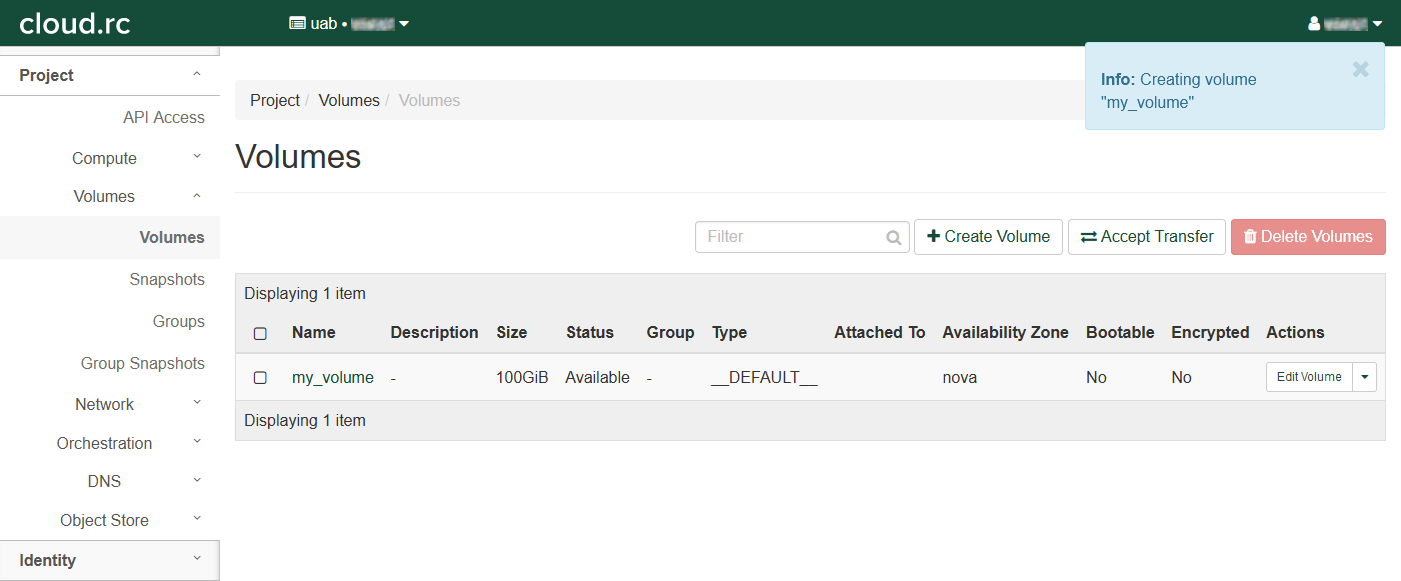 cloud.rc
uab •
Info: Creating volume
"my_volume"
Project
API Access
Compute
Volumes
Volumes
Snapshots
Groups
Group Snapshots
Network
Orchestration
DNS
Object Store
Identity
Project / Volumes / Volumes
Volumes
Filter
Create Volume
Accept Transfer
Delete Volumes
Displaying 1 item
Name Description Size Status Group Type Attached To Availability Zone Bootable Encrypted Actions
my_volume - 100GiB Available - __DEFAULT__ nova No No Edit Volume
Displaying 1 item